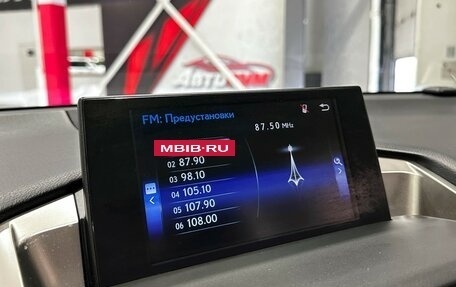 АвтоДОМ
FM: Предустановки
87.50 MHz
MBIB-RU
02 87.90
03 98.10
04 105.10
05 107.90
06 108.00